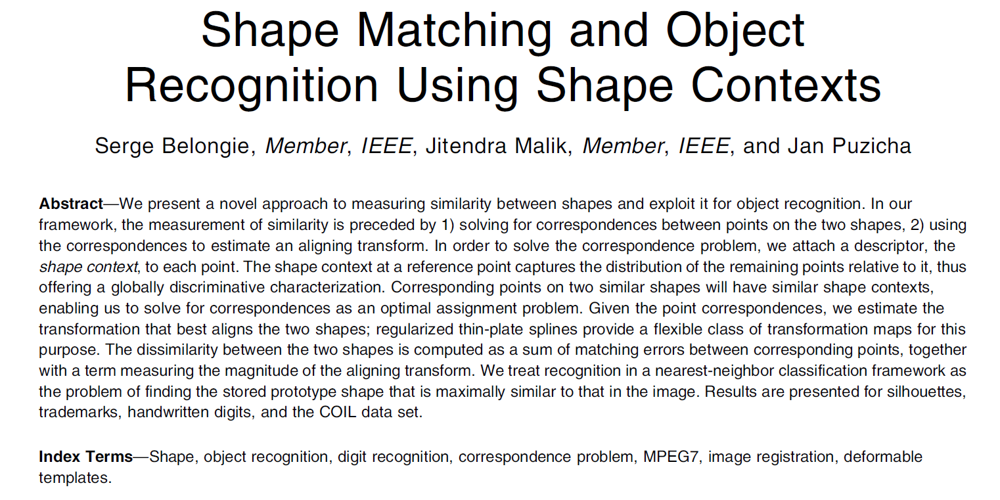 Shape Matching and Object
Recognition Using Shape Contexts
Serge Belongie, Member, IEEE, Jitendra Malik, Member, IEEE, and Jan Puzicha
Abstract—We present a novel approach to measuring similarity between shapes and exploit it for object recognition. In our
framework, the measurement of similarity is preceded by 1) solving for correspondences between points on the two shapes, 2) using
the correspondences to estimate an aligning transform. In order to solve the correspondence problem, we attach a descriptor, the
shape context, to each point. The shape context at a reference point captures the distribution of the remaining points relative to it, thus
offering a globally discriminative characterization. Corresponding points on two similar shapes will have similar shape contexts,
enabling us to solve for correspondences as an optimal assignment problem. Given the point correspondences, we estimate the
transformation that best aligns the two shapes; regularized thin-plate splines provide a flexible class of transformation maps for this
purpose. The dissimilarity between the two shapes is computed as a sum of matching errors between corresponding points, together
with a term measuring the magnitude of the aligning transform. We treat recognition in a nearest-neighbor classification framework as
the problem of finding the stored prototype shape that is maximally similar to that in the image. Results are presented for silhouettes,
trademarks, handwritten digits, and the COIL data set.
Index Terms—Shape, object recognition, digit recognition, correspondence problem, MPEG7, image registration, deformable
templates.